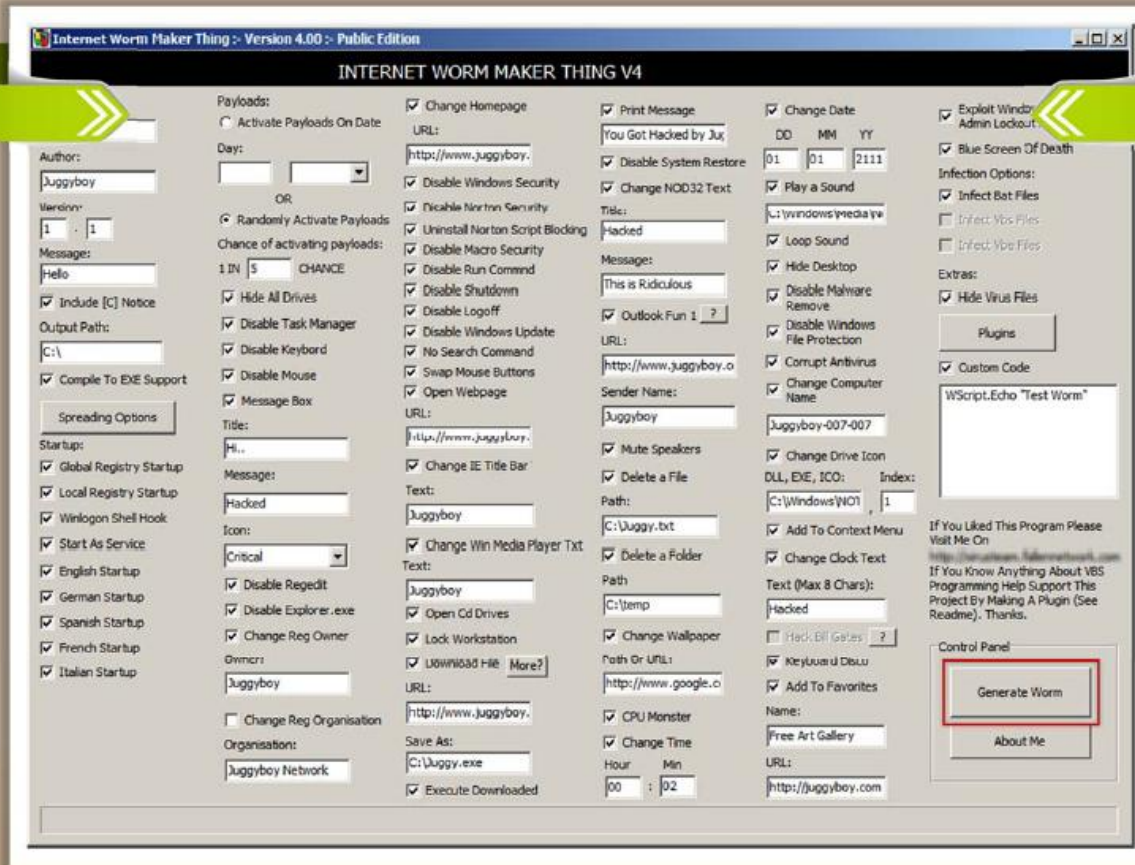 Internet Worm Maker Thing :- Version 4.00 :- Public Edition
INTERNET WORM MAKER THING V4
Author:
Juggyboy
Version:
1 . 1
Message:
Hello
Include [C] Notice
Output Path:
C:\
Compile To EXE Support
Spreading Options
Startup:
Global Registry Startup
Local Registry Startup
Winlogon Shell Hook
Start As Service
English Startup
German Startup
Spanish Startup
French Startup
Italian Startup
Payloads:
Activate Payloads On Date
Day:
OR
Randomly Activate Payloads
Chance of activating payloads:
1 IN 5 CHANCE
Hide All Drives
Disable Task Manager
Disable Keybord
Disable Mouse
Message Box
Title:
Hi..
Message:
Hacked
Icon:
Critical
Disable Regedit
Disable Explorer.exe
Change Reg Owner
Owner:
Juggyboy
Change Reg Organisation
Organisation:
Juggyboy Network
Change Homepage
URL:
http://www.juggyboy.
Disable Windows Security
Disable Norton Security
Uninstall Norton Script Blocking
Disable Macro Security
Disable Run Commnd
Disable Shutdown
Disable Logoff
Disable Windows Update
No Search Command
Swap Mouse Buttons
Open Webpage
URL:
http://www.juggyboy.
Change IE Title Bar
Text:
Juggyboy
Change Win Media Player Txt
Text:
Juggyboy
Open Cd Drives
Lock Workstation
Download File More?
URL:
http://www.juggyboy.
Save As:
C:\Juggy.exe
Execute Downloaded
Print Message
You Got Hacked by Jug
Disable System Restore
Change NOD32 Text
Title:
Hacked
Message:
This is Ridiculous
Outlook Fun 1 ?
URL:
http://www.juggyboy.c
Sender Name:
Juggyboy
Mute Speakers
Delete a File
Path:
C:\Juggy.txt
Delete a Folder
Path
C:\temp
Change Wallpaper
Path Or URL:
http://www.google.c
CPU Monster
Change Time
Hour Min
00 : 02
Change Date
DD MM YY
01 01 2111
Play a Sound
C:\windows\Media\
Loop Sound
Hide Desktop
Disable Malware
Remove
Disable Windows
File Protection
Corrupt Antivirus
Change Computer
Name
Juggyboy-007-007
Change Drive Icon
DLL, EXE, ICO: Index:
C:\Windows\NOT , 1
Add To Context Menu
Change Clock Text
Text (Max 8 Chars):
Hacked
Hack Bill Gates ?
Keyboard Disco
Add To Favorites
Name:
Free Art Gallery
URL:
http://juggyboy.com
Exploit Windows
Admin Lockout
Blue Screen Of Death
Infection Options:
Infect Bat Files
Infect Vbs Files
Infect Vbe Files
Extras:
Hide Virus Files
Plugins
Custom Code
WScript.Echo "Test Worm"
If You Liked This Program Please
Visit Me On
If You Know Anything About VBS
Programming Help Support This
Project By Making A Plugin (See
Readme). Thanks.
Control Panel
Generate Worm
About Me